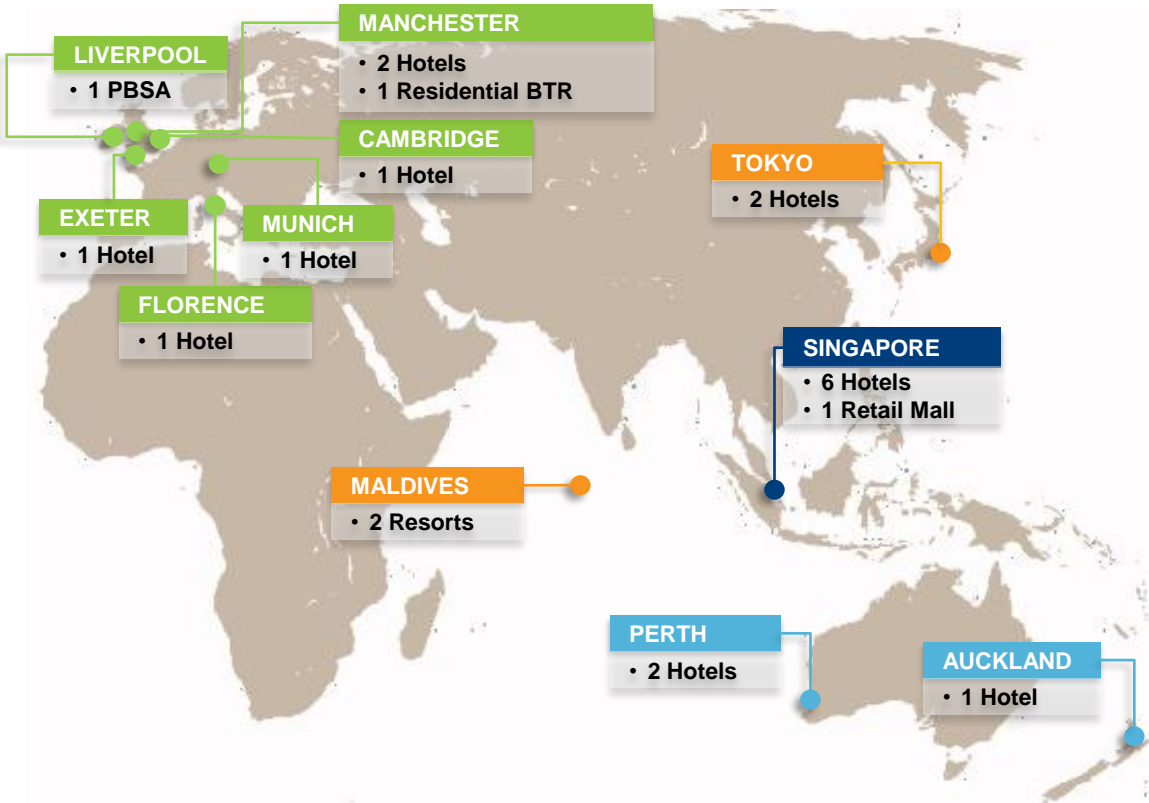 MANCHESTER
• 2 Hotels
• 1 Residential BTR
LIVERPOOL
• 1 PBSA
CAMBRIDGE
• 1 Hotel
TOKYO
• 2 Hotels
EXETER
• 1 Hotel
MUNICH
• 1 Hotel
FLORENCE
• 1 Hotel
SINGAPORE
• 6 Hotels
• 1 Retail Mall
MALDIVES
• 2 Resorts
PERTH
• 2 Hotels
AUCKLAND
• 1 Hotel